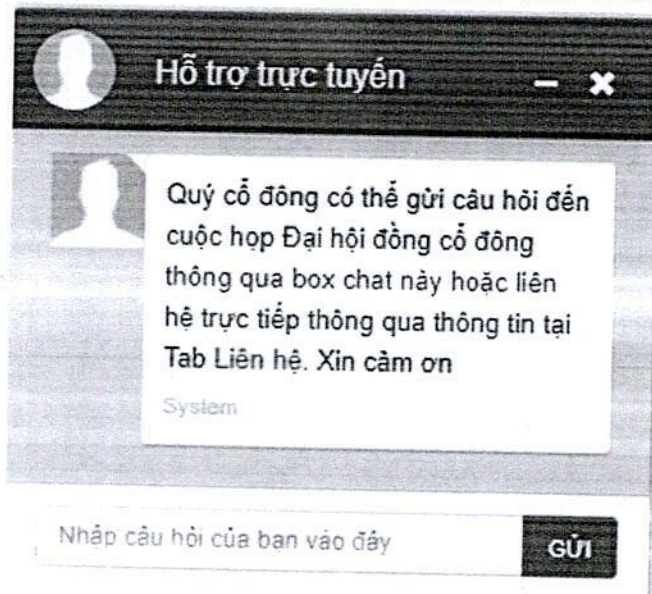 Hỗ trợ trực tuyến
Quý cổ đông có thể gửi câu hỏi đến
cuộc họp Đại hội đồng cổ đông
thông qua box chat này hoặc liên
hệ trực tiếp thông qua thông tin tại
Tab Liên hệ. Xin cảm ơn
System
Nhập câu hỏi của bạn vào đây
GỬI